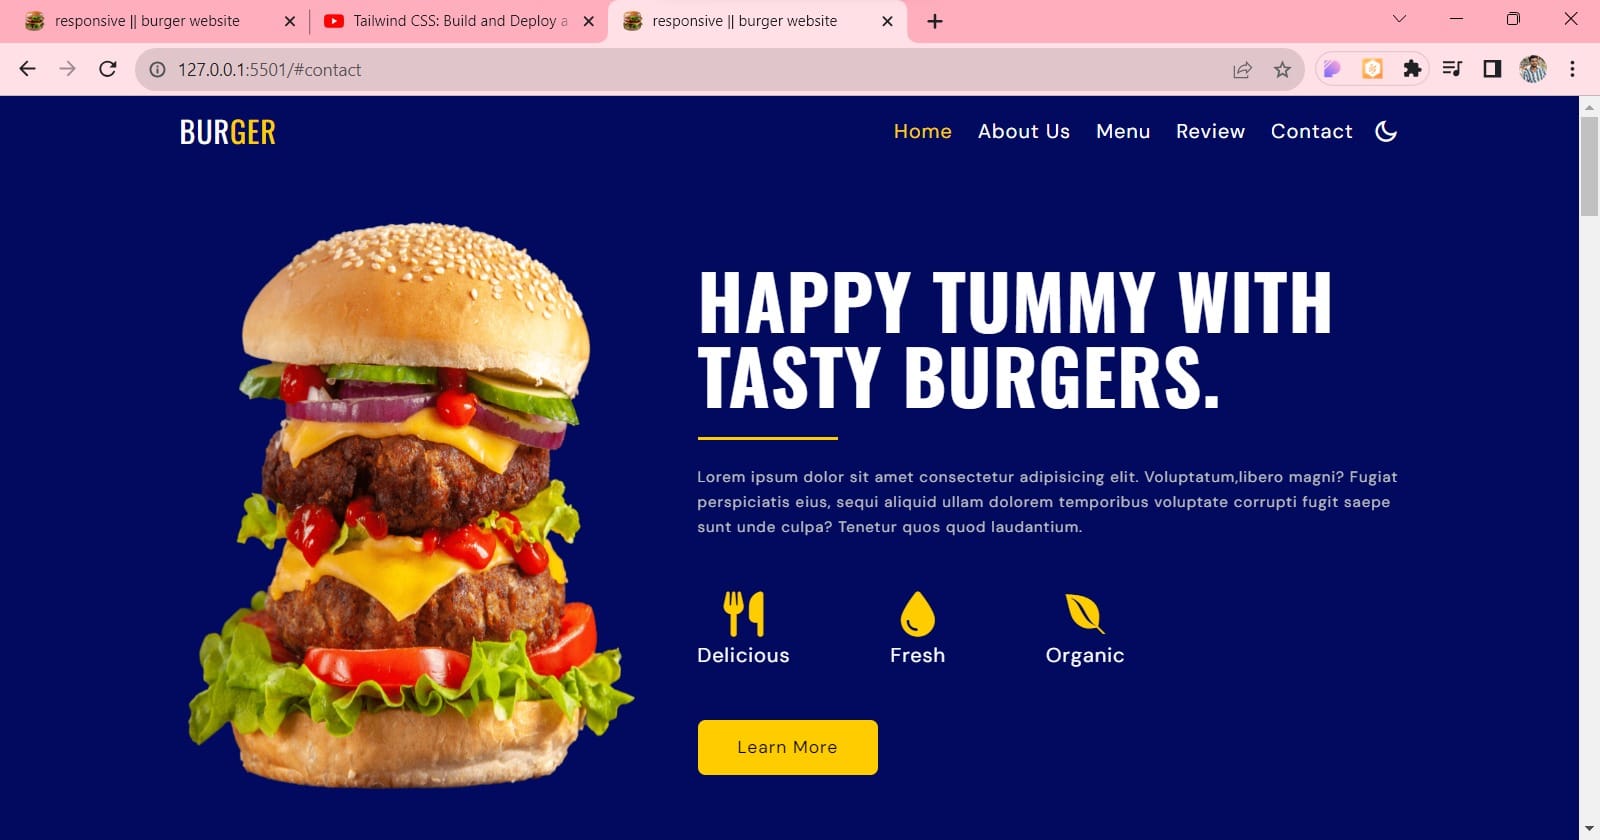 responsive || burger website
Tailwind CSS: Build and Deploy a
responsive || burger website
127.0.0.1:5501/#contact
BURGER
Home About Us Menu Review Contact
HAPPY TUMMY WITH
TASTY BURGERS.
Lorem ipsum dolor sit amet consectetur adipisicing elit. Voluptatum,libero magni? Fugiat
perspiciatis eius, sequi aliquid ullam dolorem temporibus voluptate corrupti fugit saepe
sunt unde culpa? Tenetur quos quod laudantium.
Delicious Fresh Organic
Learn More